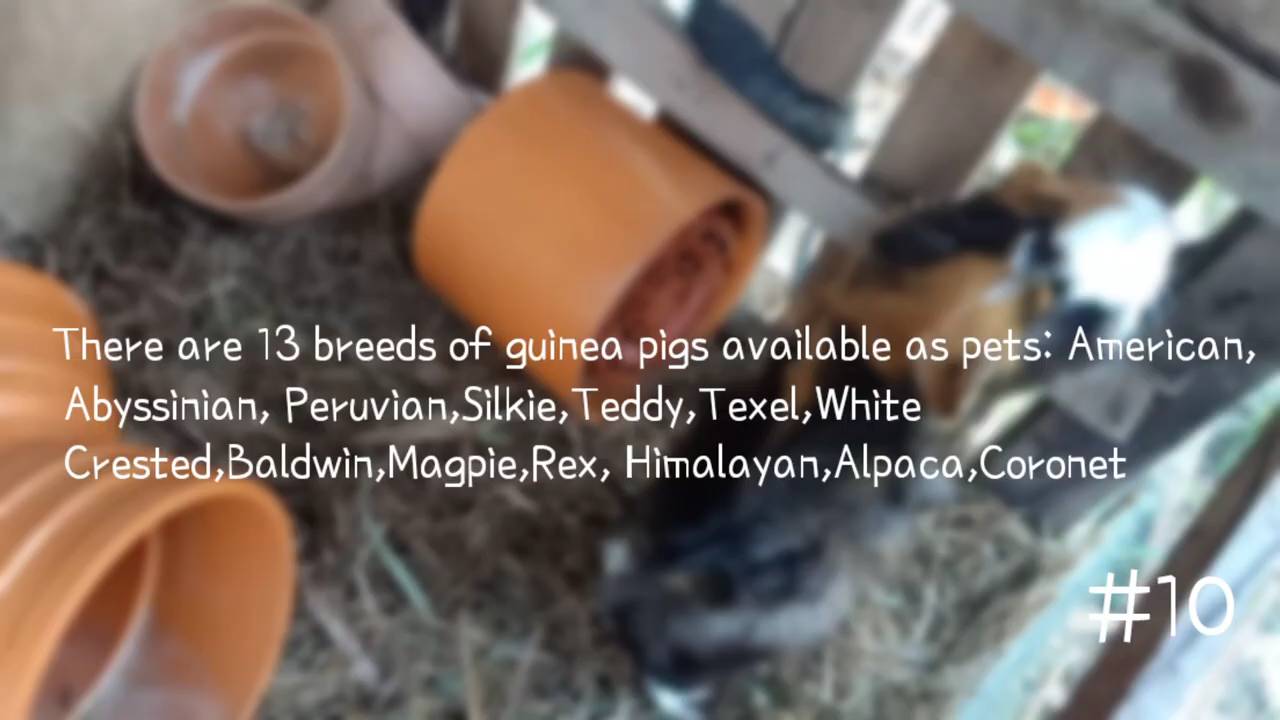 There are 13 breeds of guinea pigs available as pets: American,
Abyssinian, Peruvian,Silkie,Teddy,Texel,White
Crested,Baldwin,Magpie,Rex, Himalayan,Alpaca,Coronet
#10